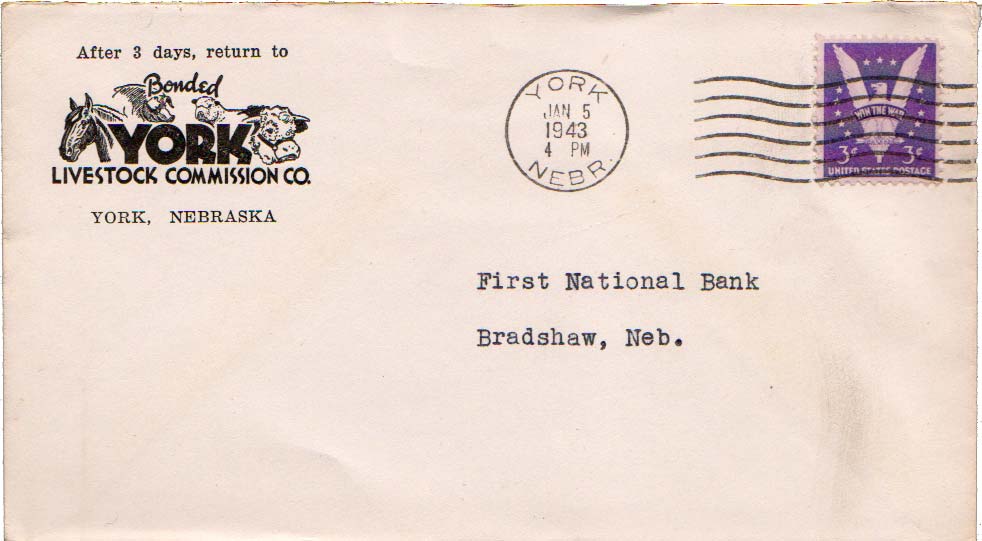 After 3 days, return to
Bonded
YORK
LIVESTOCK COMMISSION CO.
YORK, NEBRASKA
YORK
JAN 5
1943
4 PM
NEBR.
WIN THE WAR
3¢ 3¢
UNITED STATES POSTAGE
First National Bank
Bradshaw, Neb.